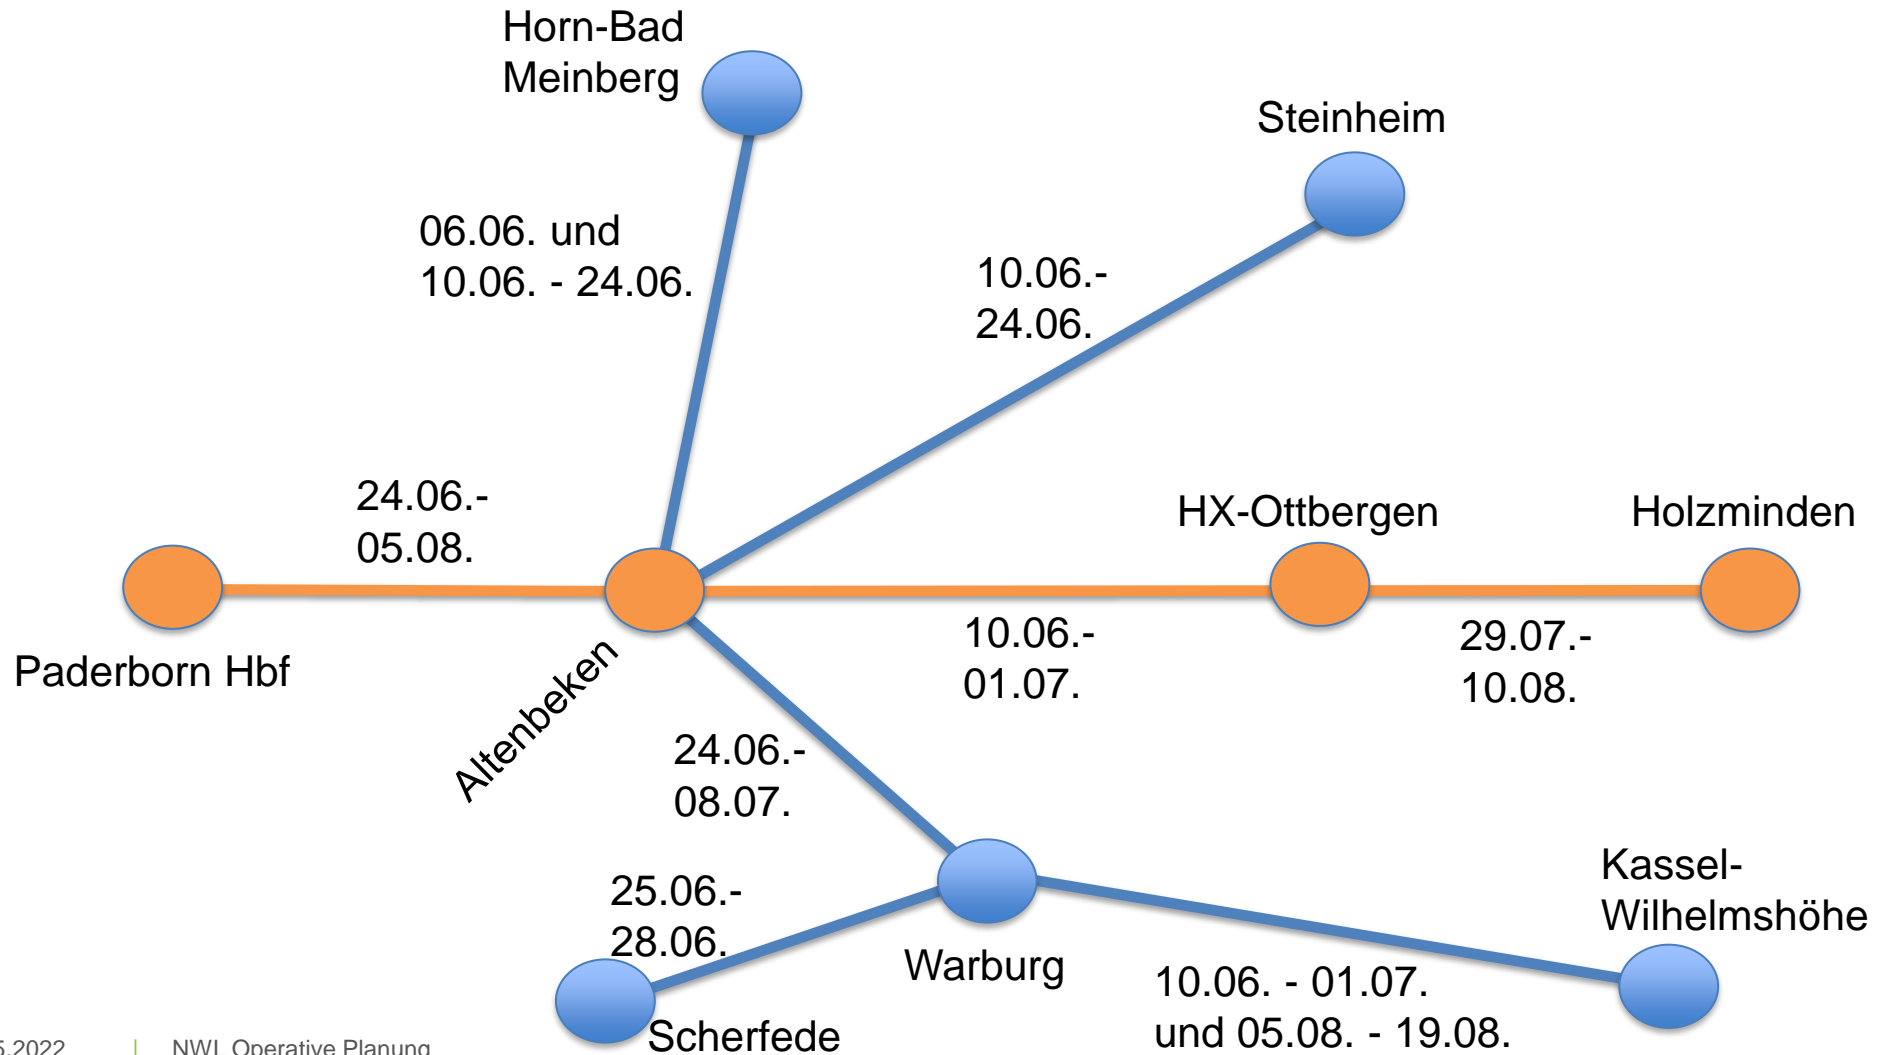 Horn-Bad
Meinberg
Steinheim
06.06. und
10.06. - 24.06.
10.06.-
24.06.
24.06.-
05.08.
HX-Ottbergen
Holzminden
Paderborn Hbf
Altenbeken
10.06.-
01.07.
29.07.-
10.08.
24.06.-
08.07.
25.06.-
28.06.
Warburg
Kassel-
Wilhelmshöhe
10.06. - 01.07.
und 05.08. - 19.08.
Scherfede
5.2022 | NWL Operative Planung